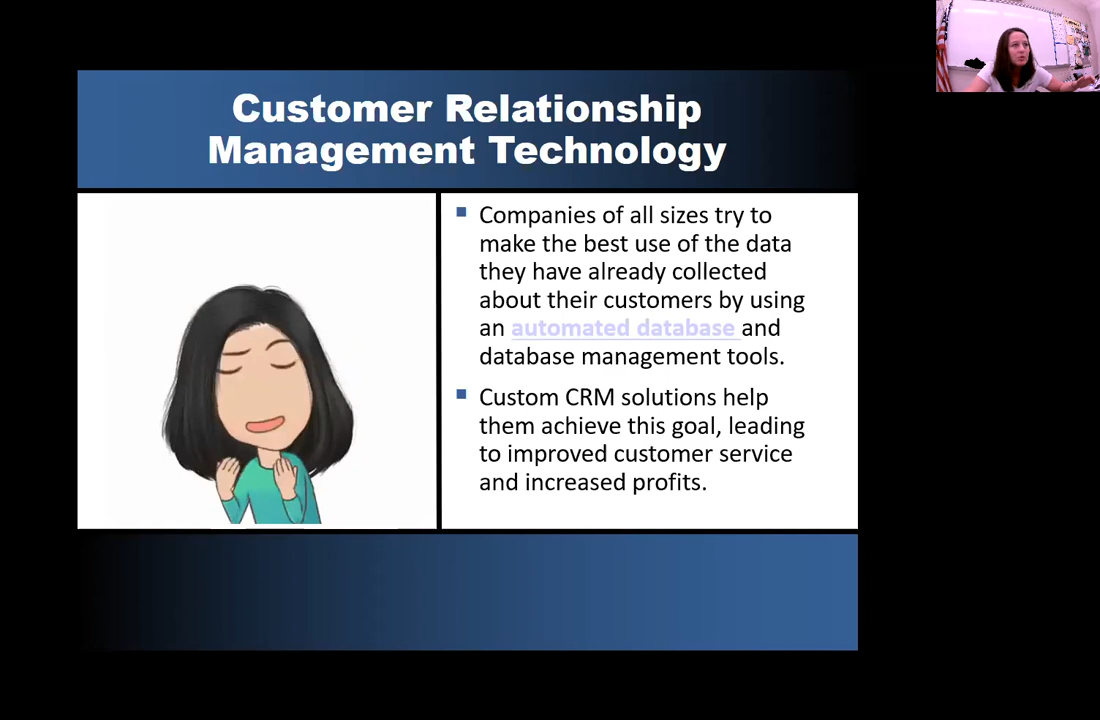 Customer Relationship
Management Technology
Companies of all sizes try to
make the best use of the data
they have already collected
about their customers by using
an automated database and
database management tools.
Custom CRM solutions help
them achieve this goal, leading
to improved customer service
and increased profits.